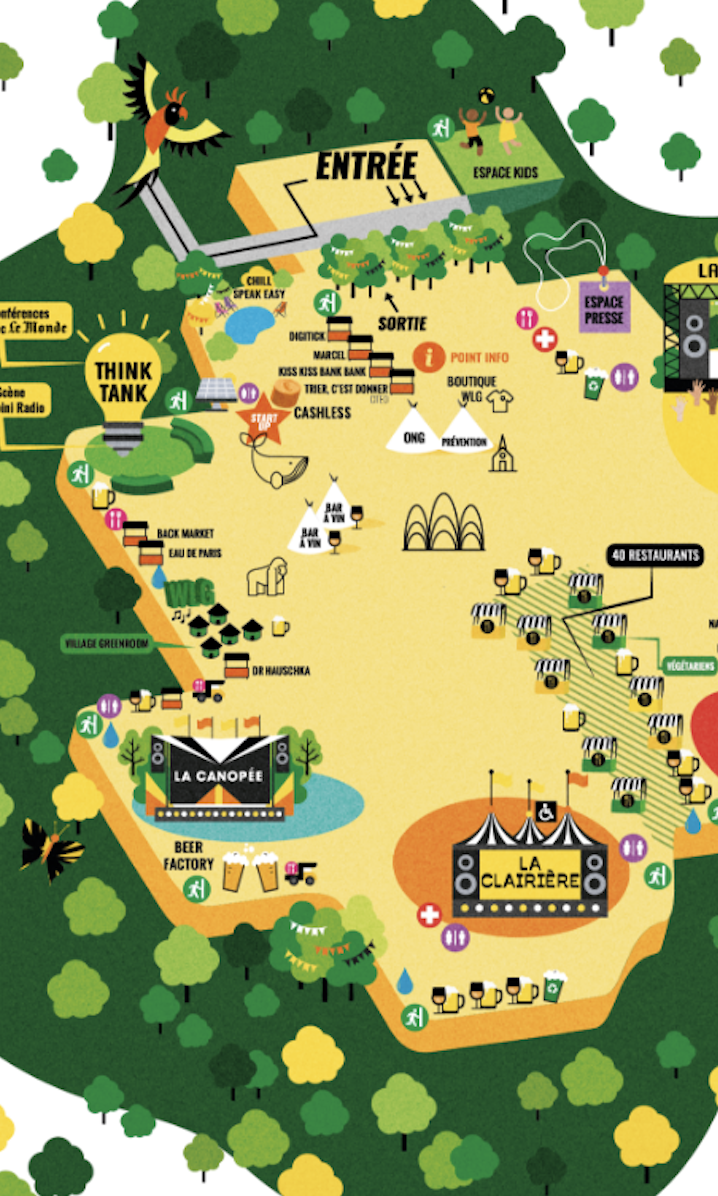 ENTRÉE
ESPACE KIDS
CHILL
SPEAK EASY
SORTIE
ESPACE
PRESSE
LA
onférences
c Le Monde
Scène
ini Radio
THINK
TANK
DIGITICK
MARCEL
KISS KISS BANK BANK
TRIER, C'EST DONNER
CITEO
i POINT INFO
BOUTIQUE
WLG
START
UP
CASHLESS
ONG
PRÉVENTION
BAR
À VIN
BAR
À VIN
BACK MARKET
EAU DE PARIS
WLG
VILLAGE GREENROOM
DR HAUSCHKA
40 RESTAURANTS
VÉGÉTARIENS
NA
LA CANOPÉE
BEER
FACTORY
LA
CLAIRIÈRE